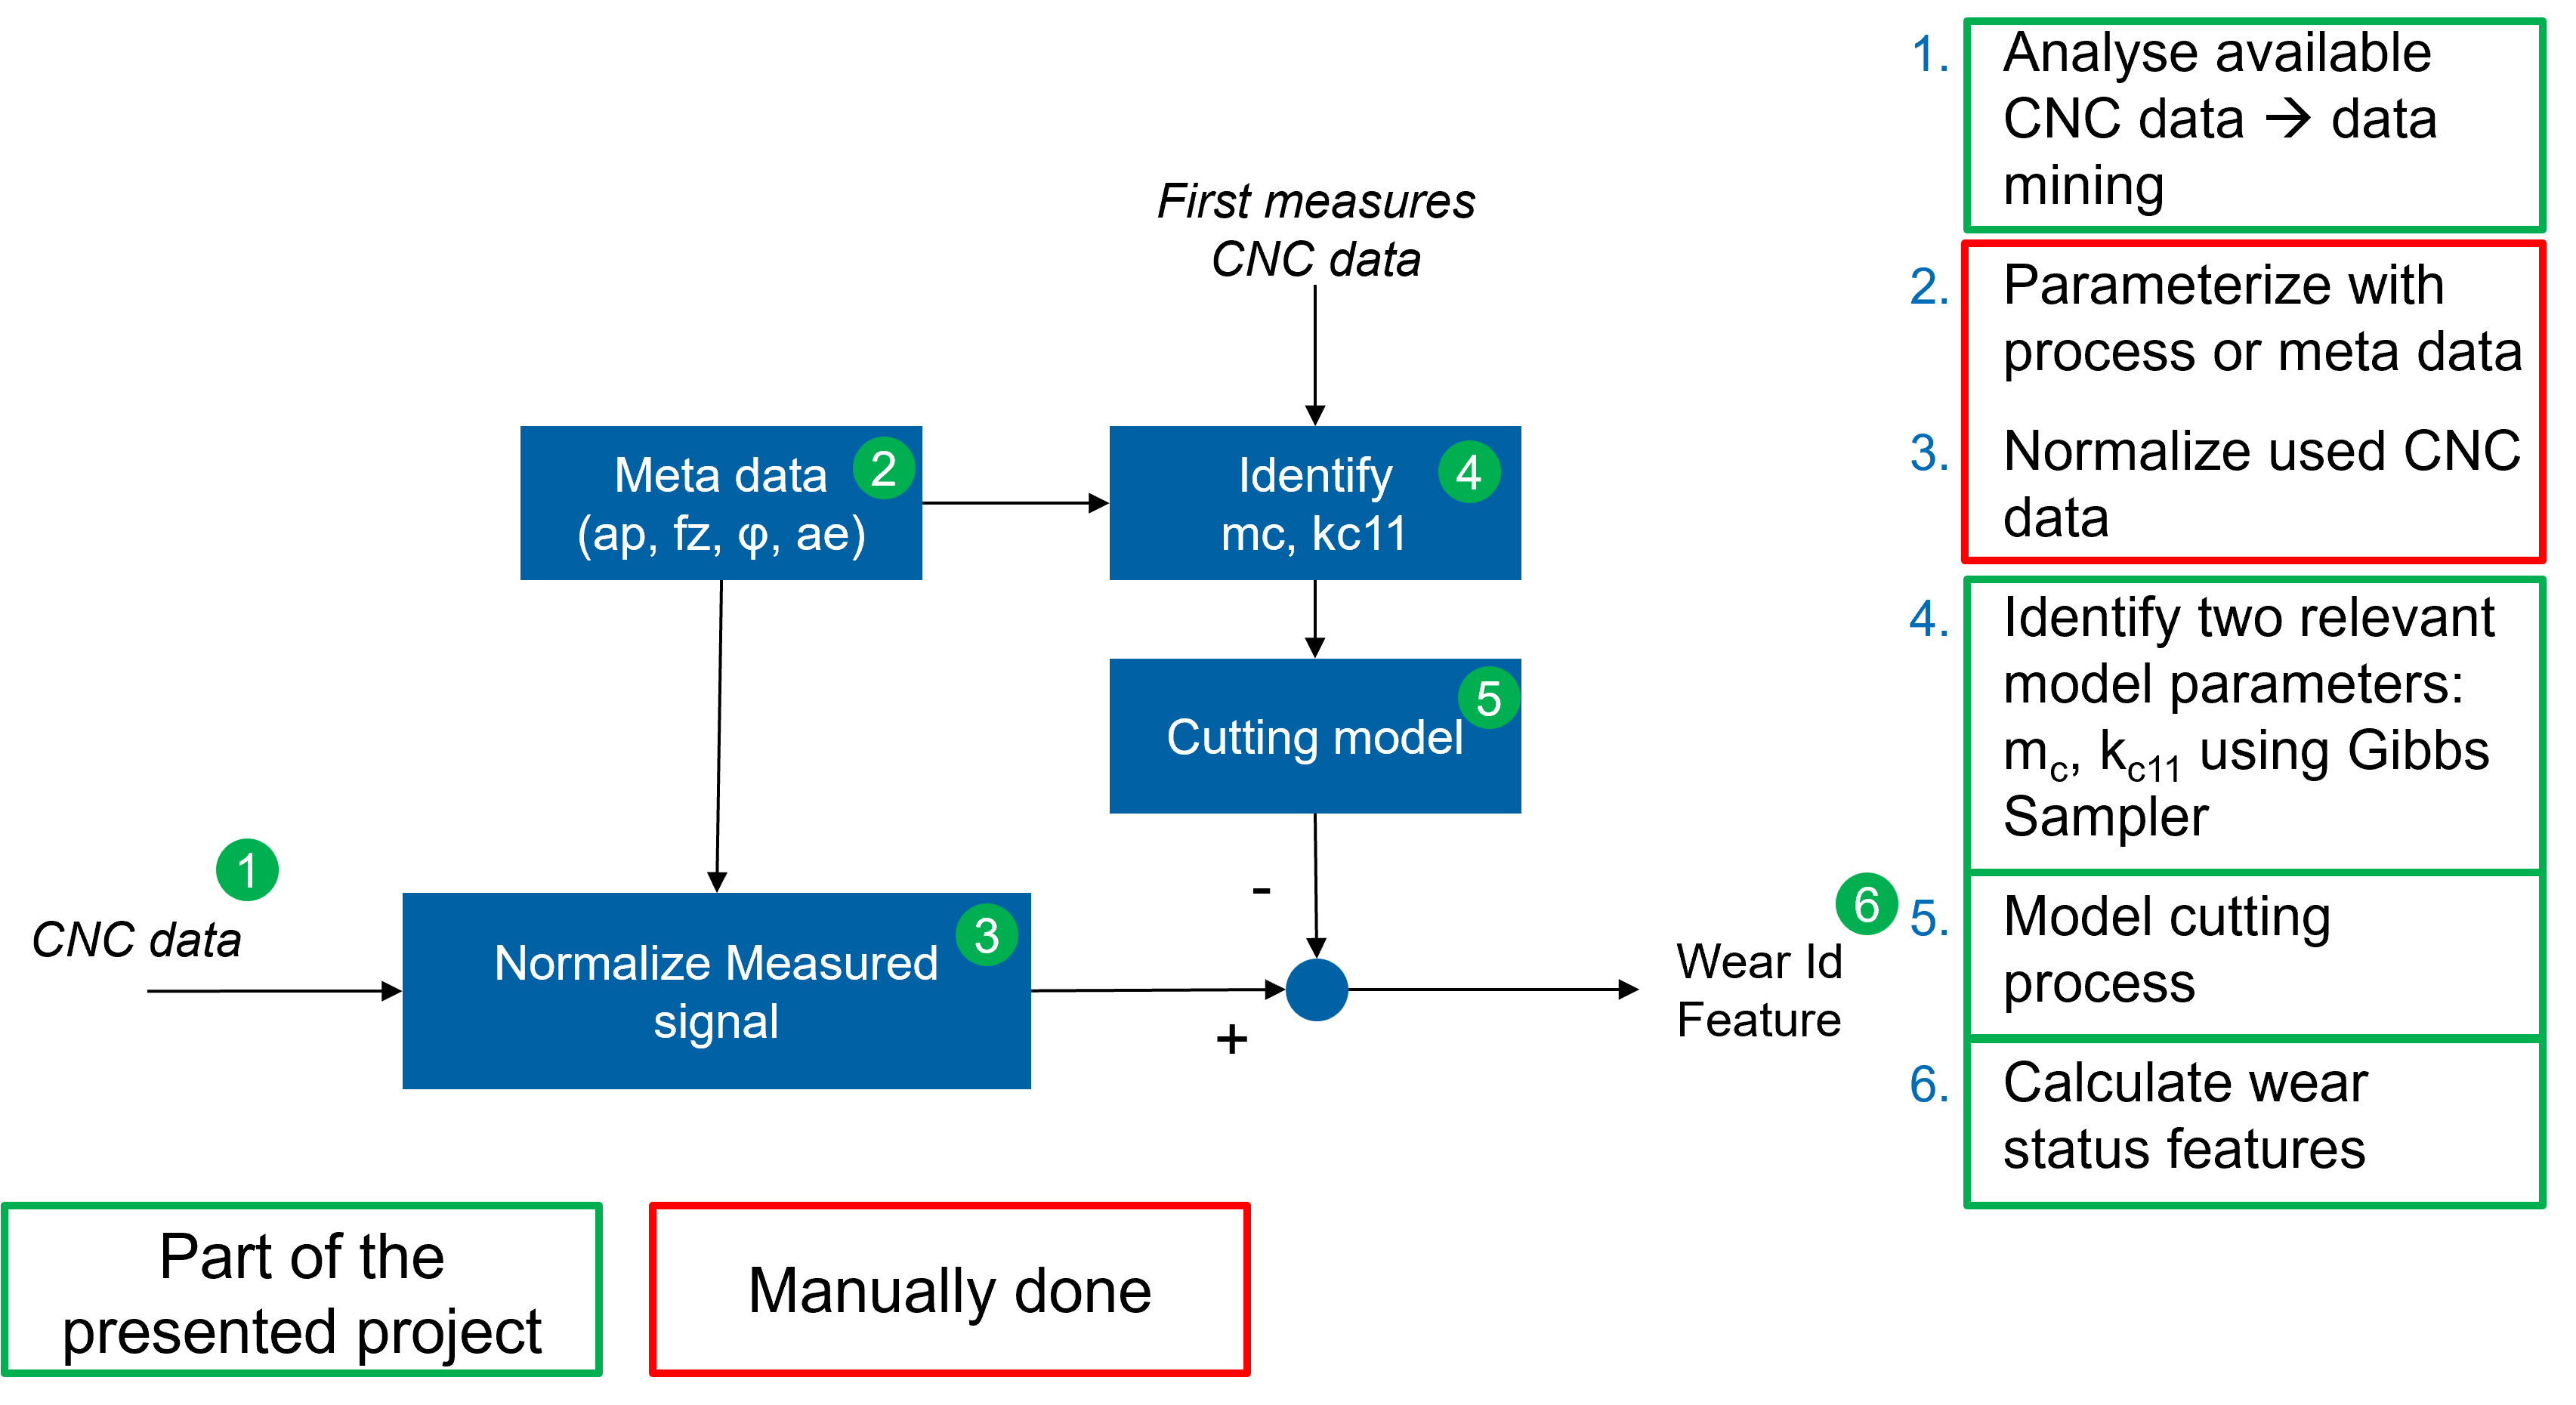 First measures
CNC data
Meta data
(ap, fz, φ, ae)
2
Identify
mc, kc11
4
Cutting model
5
1
CNC data
Normalize Measured
signal
3
-
+
6
Wear Id
Feature
1. Analyse available
CNC data → data
mining
2. Parameterize with
process or meta data
3. Normalize used CNC
data
4. Identify two relevant
model parameters:
mc, kc11 using Gibbs
Sampler
5. Model cutting
process
6. Calculate wear
status features
Part of the
presented project
Manually done